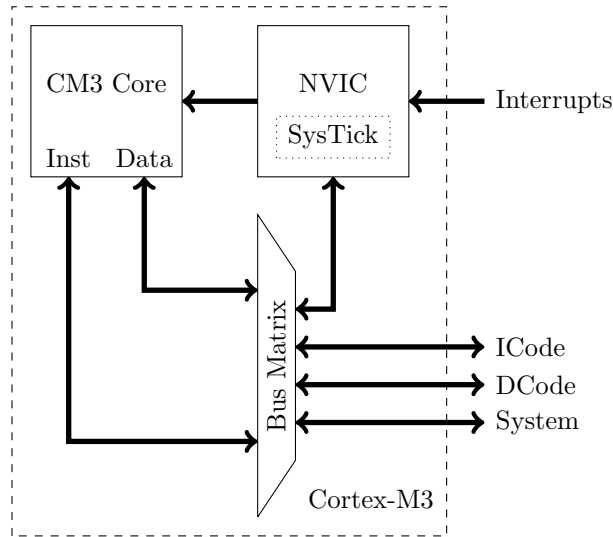 CM3 Core
NVIC
Interrupts
SysTick
Inst
Data
Bus Matrix
ICode
DCode
System
Cortex-M3